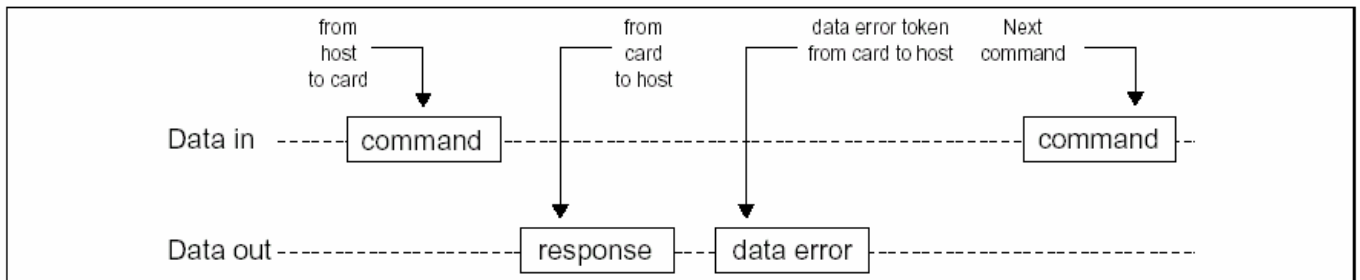 from
host
to card
from
card
to host
data error token
from card to host
Next
command
Data in
command
command
Data out
response
data error